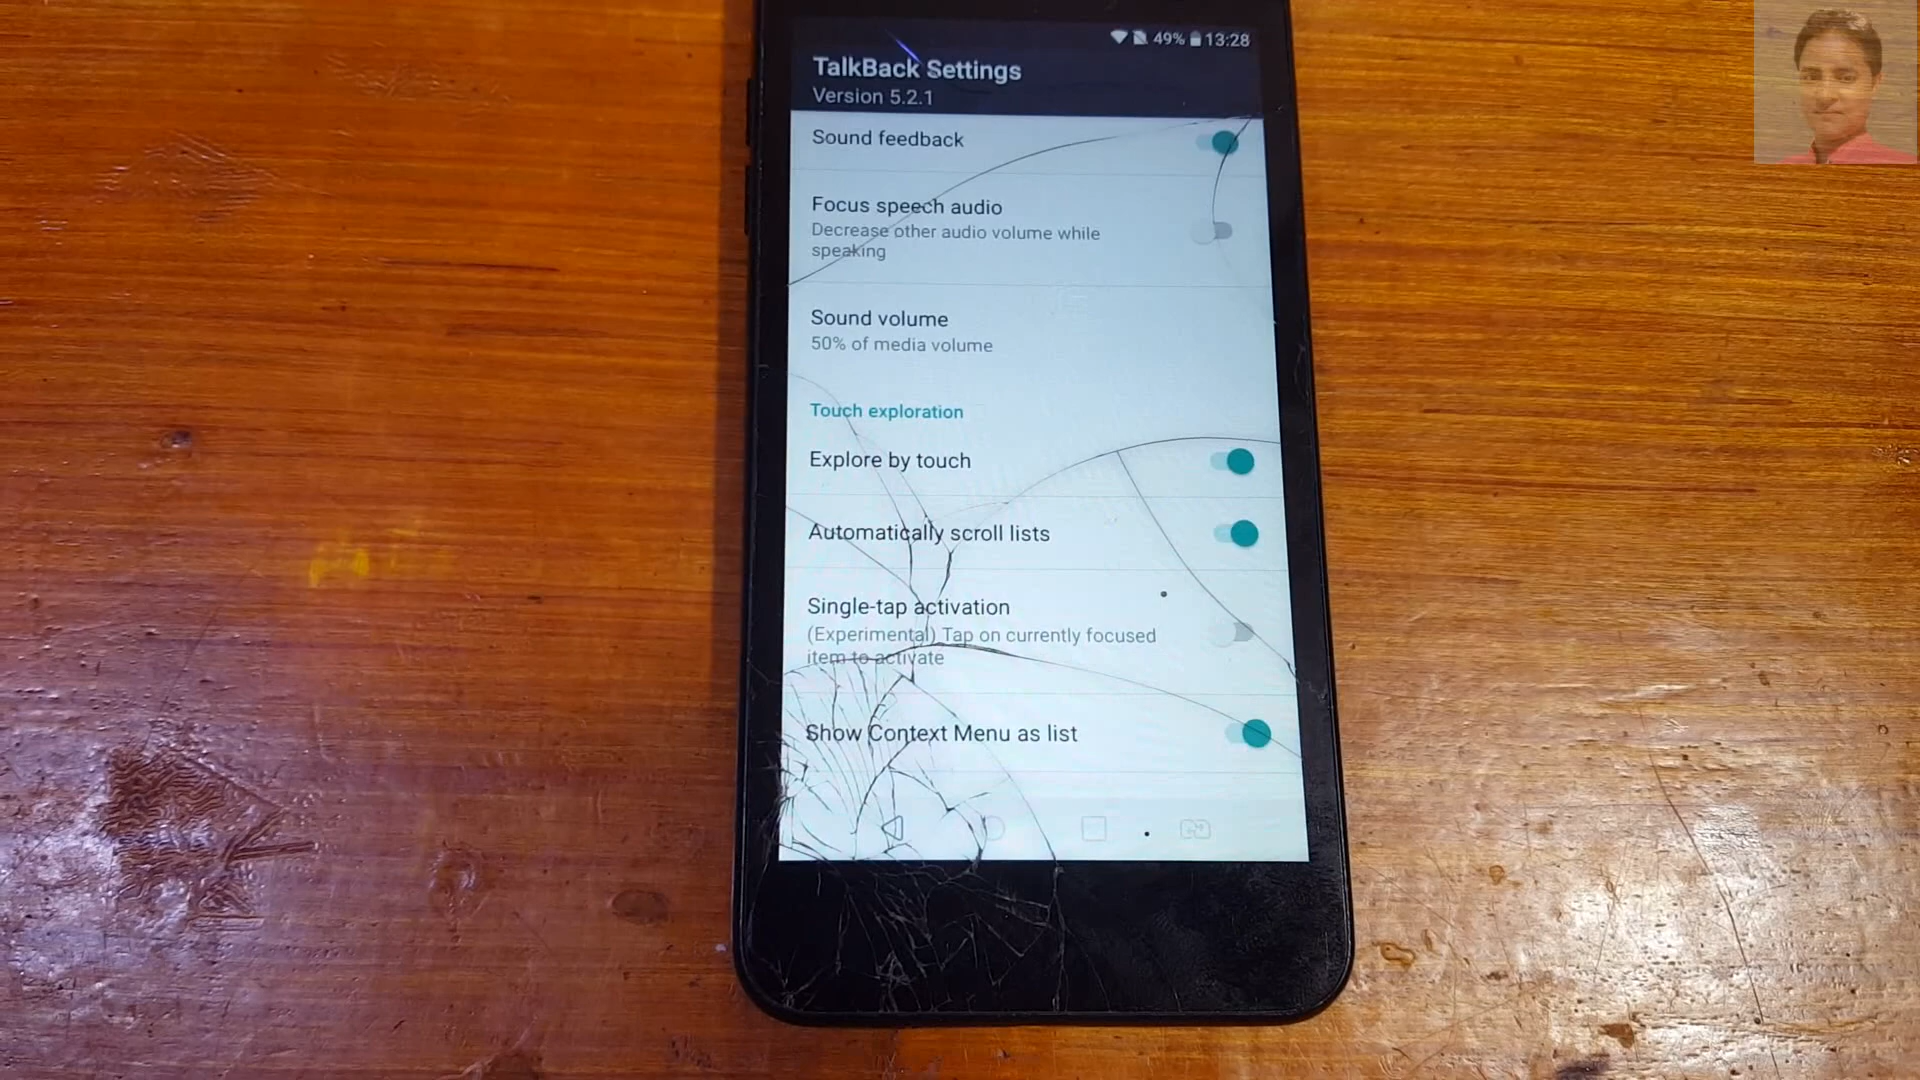 49% 13:28
TalkBack Settings
Version 5.2.1
Sound feedback
Focus speech audio
Decrease other audio volume while
speaking
Sound volume
50% of media volume
Touch exploration
Explore by touch
Automatically scroll lists
Single-tap activation
(Experimental) Tap on currently focused
item to activate
Show Context Menu as list